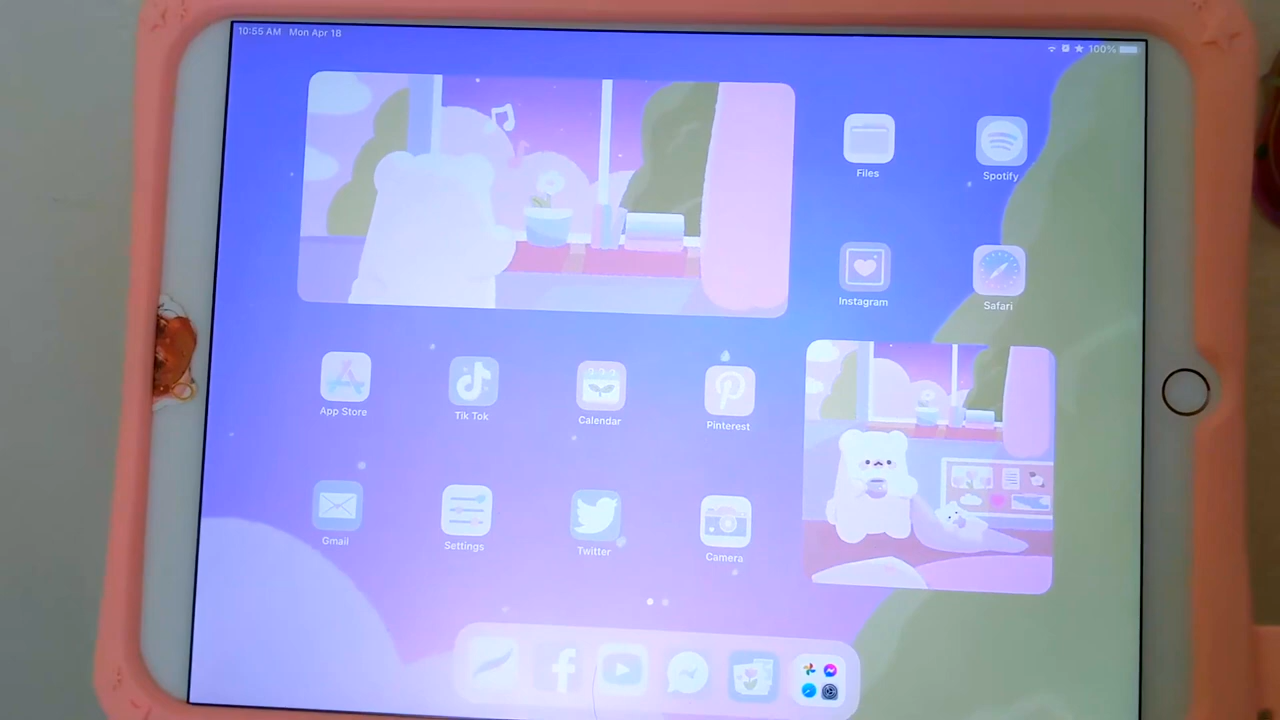 10:55 AM Mon Apr 18
100%
Files
Spotify
Instagram
Safari
App Store
Tik Tok
Calendar
Pinterest
Gmail
Settings
Twitter
Camera